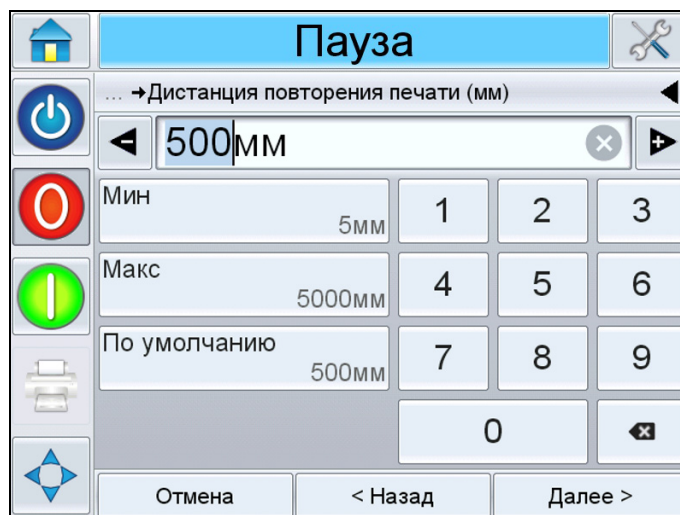 Пауза
... →Дистанция повторения печати (мм)
500мм
Мин
5мм
1
2
3
Макс
5000мм
4
5
6
По умолчанию
500мм
7
8
9
0
Отмена
< Назад
Далее >